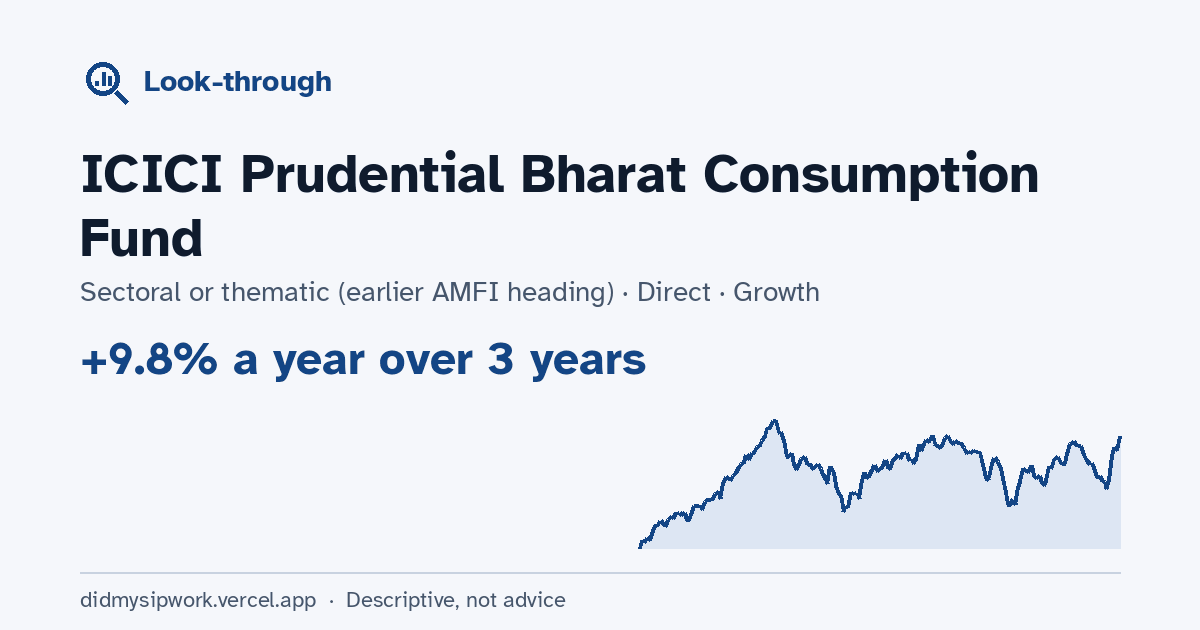 Look-through
ICICI Prudential Bharat Consumption
Fund
Sectoral or thematic (earlier AMFI heading) · Direct · Growth
+9.8% a year over 3 years
didmysipwork.vercel.app · Descriptive, not advice